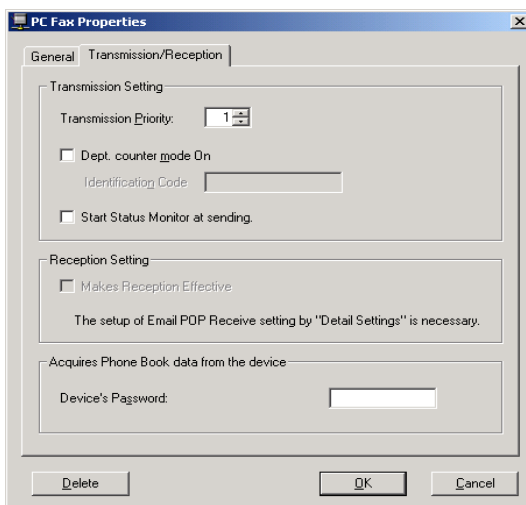 PC Fax Properties
General Transmission/Reception
Transmission Setting
Transmission Priority: 1
Dept. counter mode On
Identification Code
Start Status Monitor at sending.
Reception Setting
Makes Reception Effective
The setup of Email POP Receive setting by "Detail Settings" is necessary.
Acquires Phone Book data from the device
Device's Password:
Delete OK Cancel